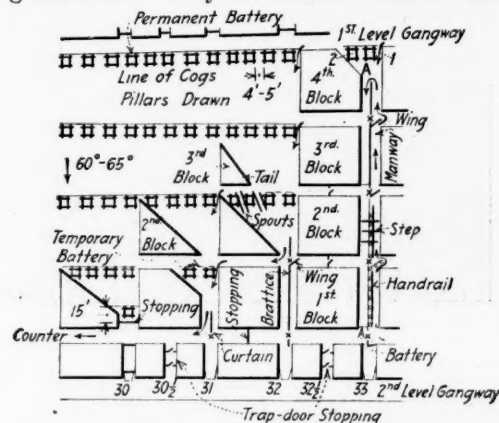 Permanent Battery
1ST. Level Gangway
Line of Cogs
4'-5'
Pillars Drawn
2
1
A
4th.
Block
Wing
60°-65°
3rd
Block
Tail
3rd.
Block
Manway
Spouts
2nd
Block
2nd.
Block
Step
Temporary
Battery
15'
Stopping
Stopping
Brattice
Wing
1st.
Block
Handrail
Counter
Curtain
Battery
30
30½
31
32
32½
33
2nd Level Gangway
Trap-door Stopping